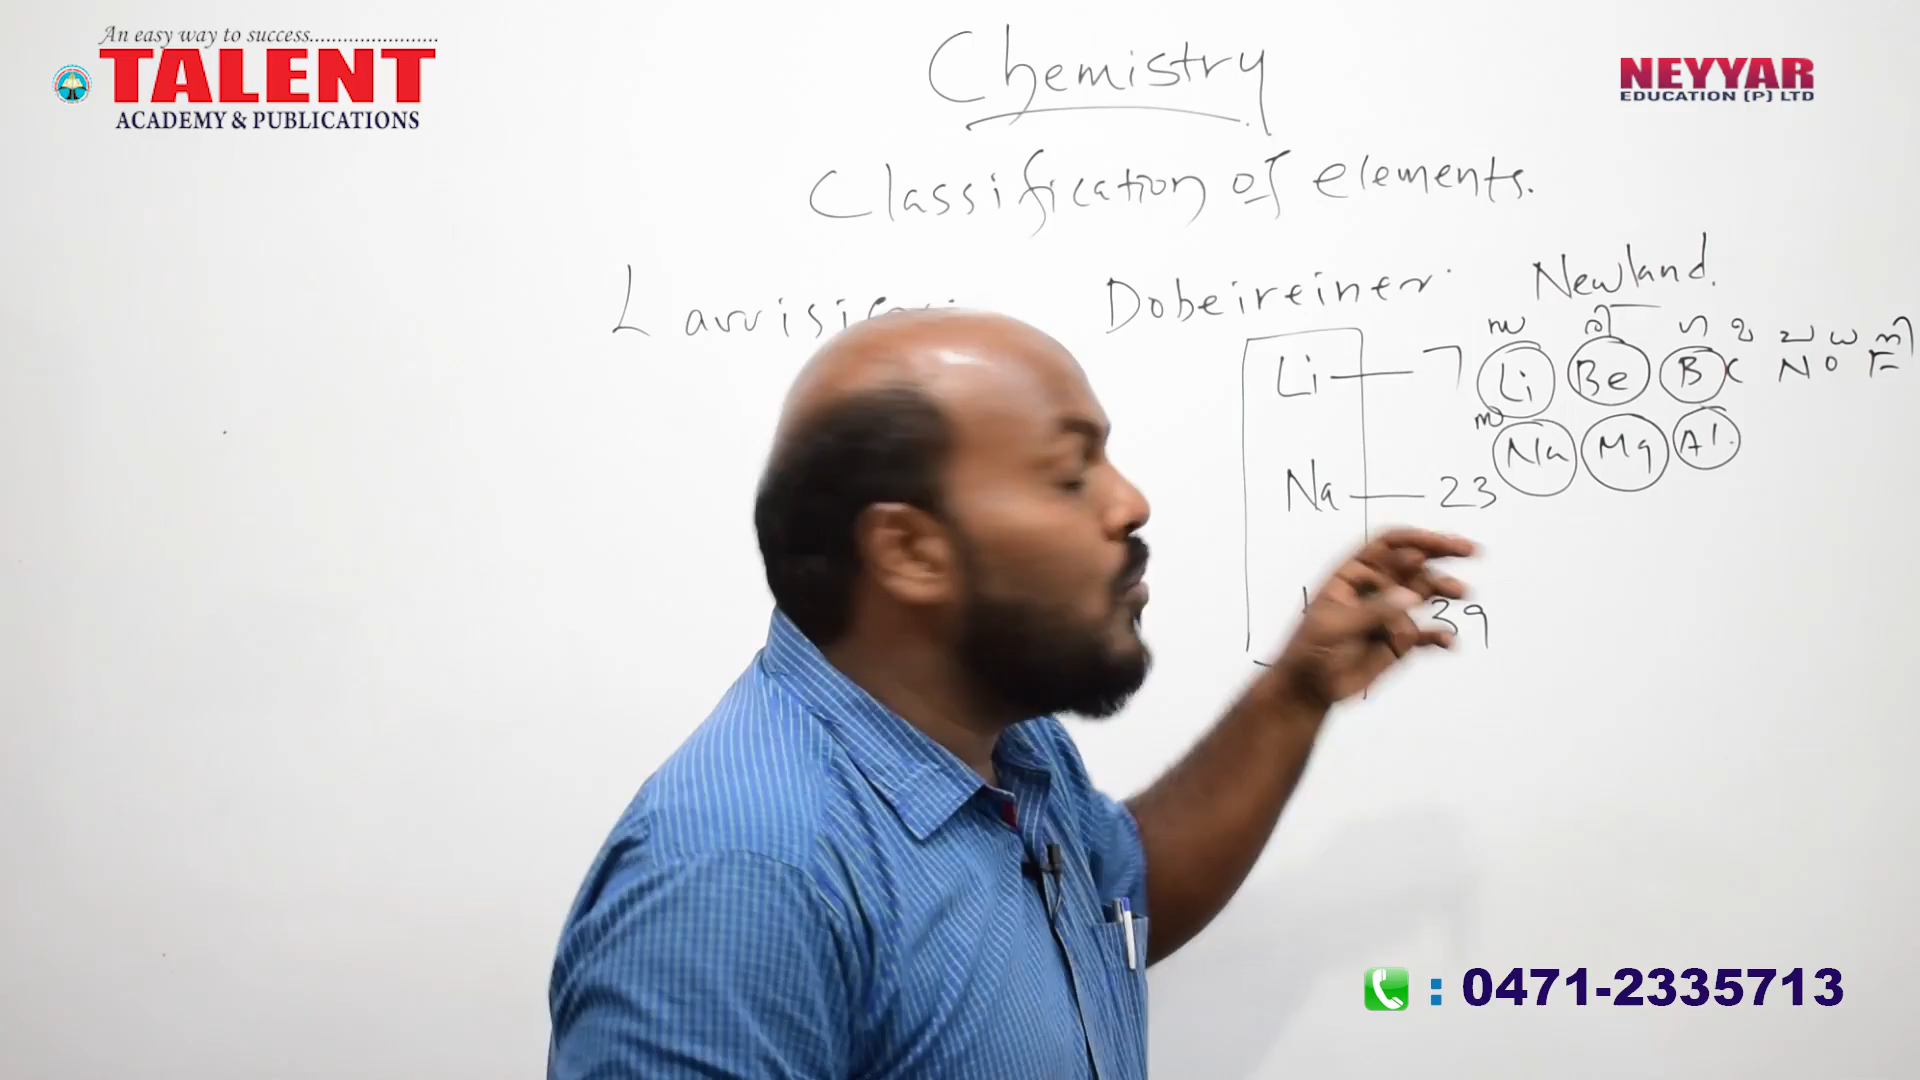 An easy way to success......................
TALENT
ACADEMY & PUBLICATIONS
NEYYAR
EDUCATION (P) LTD
Chemistry
Classification of elements.
Dobeireiner
Newland.
സ രി ഗ മ പ ധ നി
Li — 7
Li Be B C N O F
സ
Na Mg Al.
Na — 23
39
: 0471-2335713